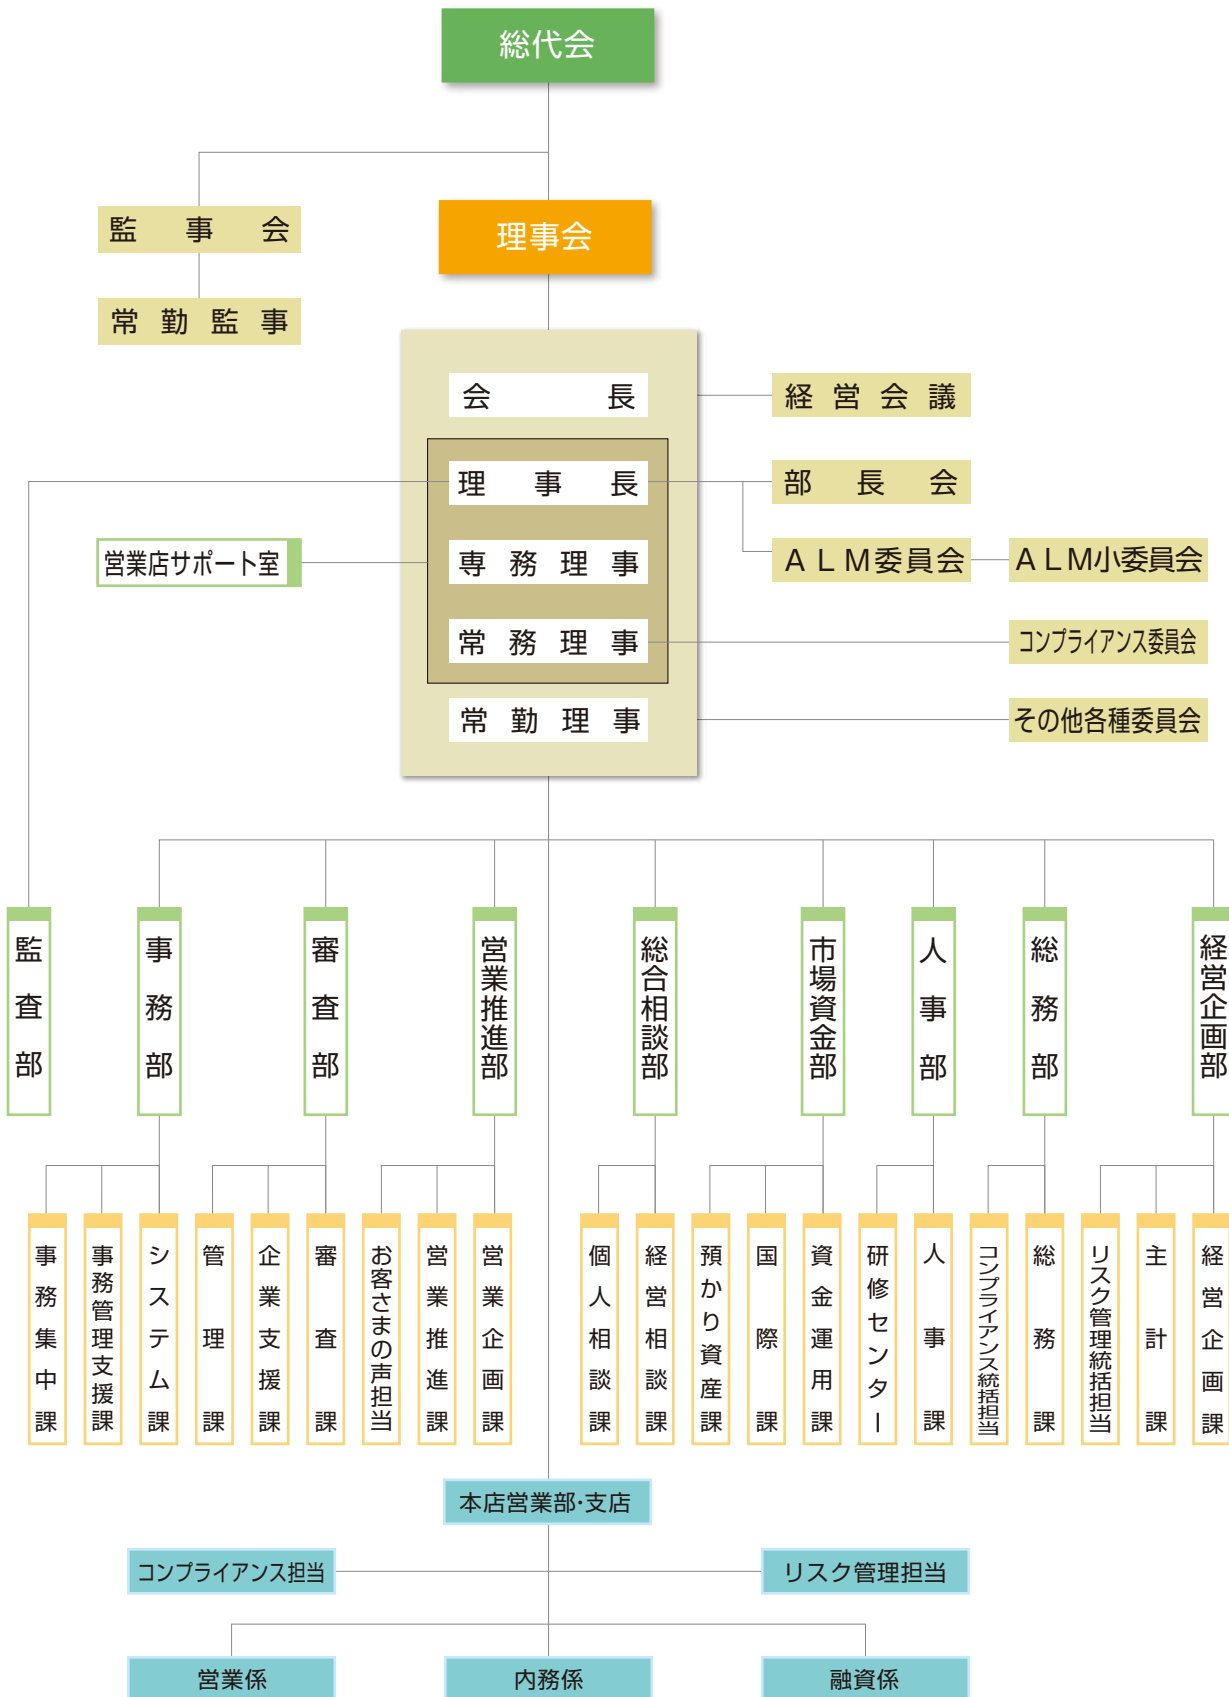 総代会
監事会
理事会
常勤監事
会長
経営会議
理事長
部長会
営業店サポート室
専務理事
ＡＬＭ委員会
ＡＬＭ小委員会
常務理事
コンプライアンス委員会
常勤理事
その他各種委員会
監査部
事務部
審査部
営業推進部
総合相談部
市場資金部
人事部
総務部
経営企画部
事務集中課
事務管理支援課
システム課
管理課
企業支援課
審査課
お客さまの声担当
営業推進課
営業企画課
個人相談課
経営相談課
預かり資産課
国際課
資金運用課
研修センター
人事課
コンプライアンス統括担当
総務課
リスク管理統括担当
主計課
経営企画課
本店営業部・支店
コンプライアンス担当
リスク管理担当
営業係
内務係
融資係